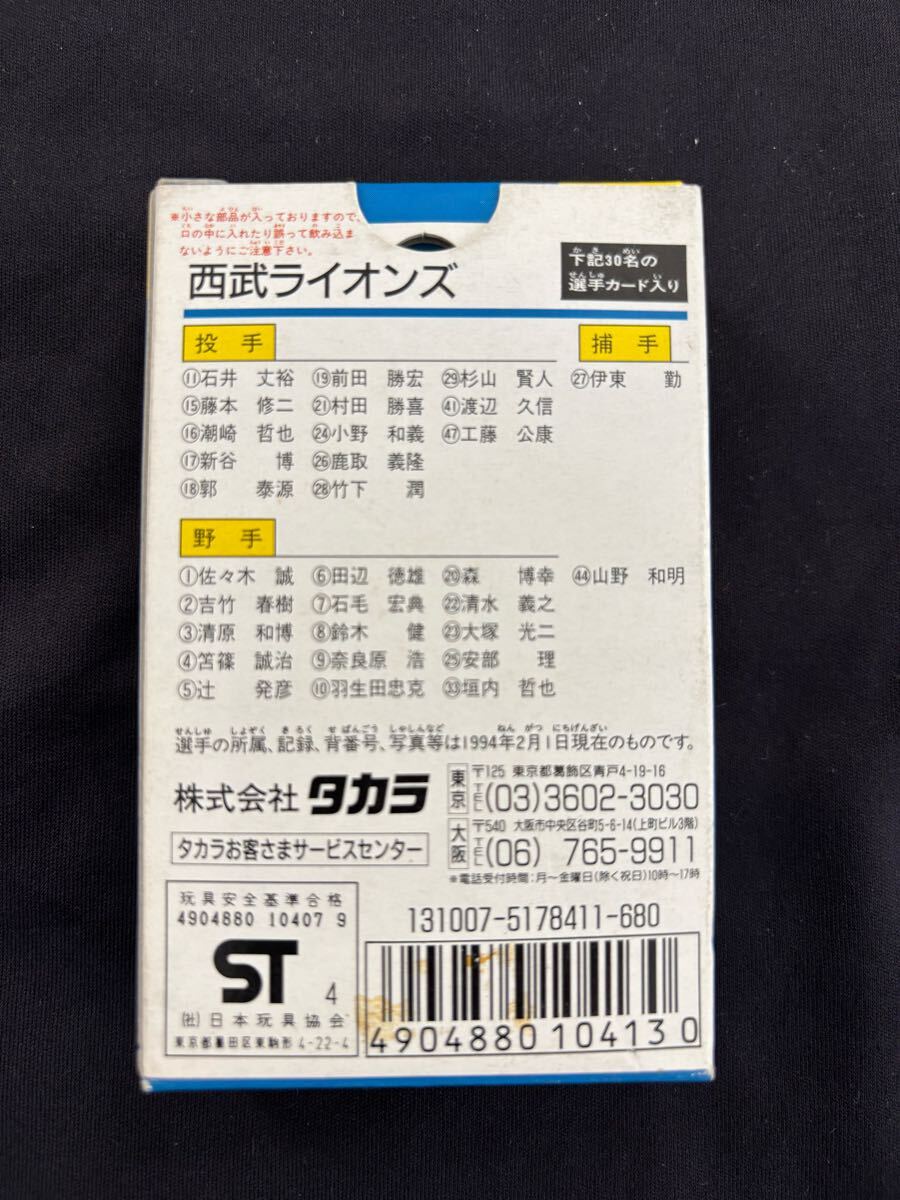 ※小さな部品が入っておりますので、
口の中に入れたり誤って飲み込ま
ないようにご注意下さい。
西武ライオンズ
下記30名の
選手カード入り
投手
捕手
⑪石井 丈裕 ⑲前田 勝宏 ㉙杉山 賢人 ㉗伊東 勤
⑮藤本 修二 ㉑村田 勝喜 ㊶渡辺 久信
⑯潮崎 哲也 ㉔小野 和義 ㊼工藤 公康
⑰新谷 博 ㉖鹿取 義隆
⑱郭 泰源 ㉘竹下 潤
野手
①佐々木 誠 ⑥田辺 徳雄 ⑳森 博幸 ㊹山野 和明
②吉竹 春樹 ⑦石毛 宏典 ㉒清水 義之
③清原 和博 ⑧鈴木 健 ㉓大塚 光二
④笘篠 誠治 ⑨奈良原 浩 ㉕安部 理
⑤辻 発彦 ⑩羽生田忠克 ㉝垣内 哲也
選手の所属、記録、背番号、写真等は1994年2月1日現在のものです。
株式会社 タカラ
タカラお客さまサービスセンター
東京 〒125 東京都葛飾区青戸4-19-16
TEL (03)3602-3030
大阪 〒540 大阪市中央区谷町5-6-14(上町ビル3階)
TEL (06) 765-9911
*電話受付時間:月〜金曜日(除く祝日)10時〜17時
玩具安全基準合格
4904880 10407 9
ST 4
(社)日本玩具協会
東京都墨田区東駒形4-22-4
131007-5178411-680
4904880104130